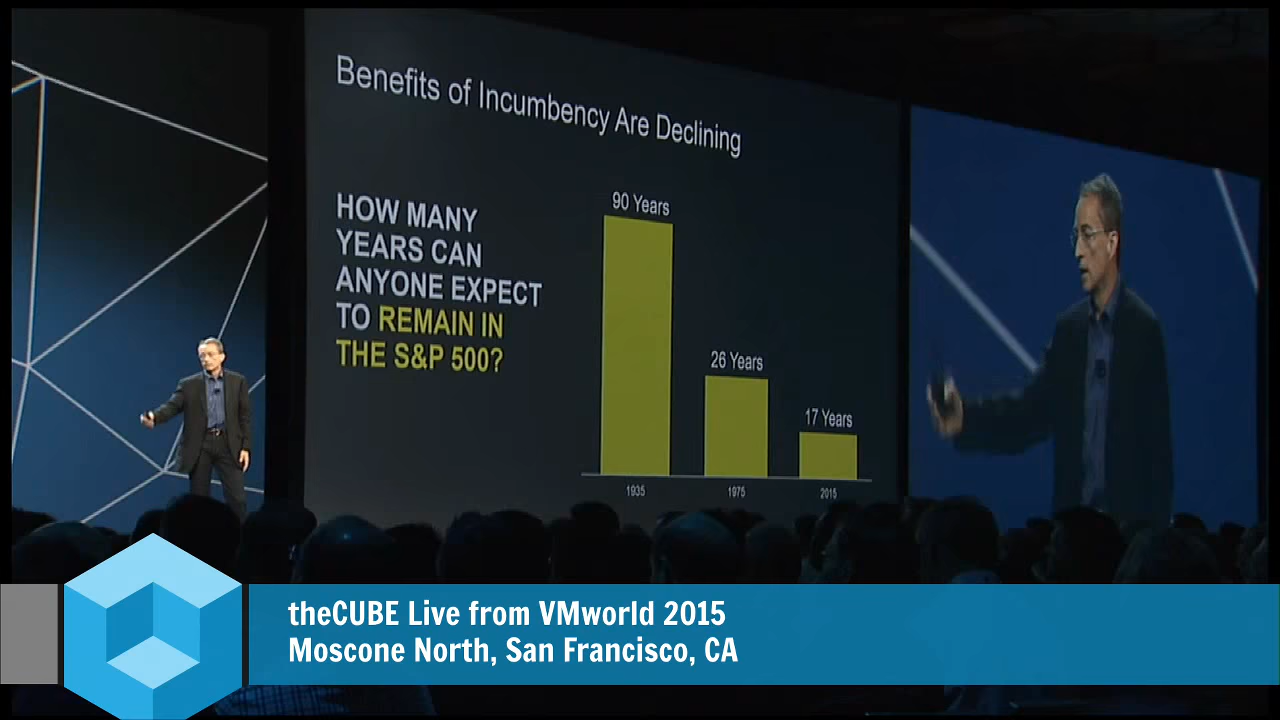 Benefits of Incumbency Are Declining
HOW MANY
YEARS CAN
ANYONE EXPECT
TO REMAIN IN
THE S&P 500?
90 Years
26 Years
17 Years
1935
1975
2015
theCUBE Live from VMworld 2015
Moscone North, San Francisco, CA